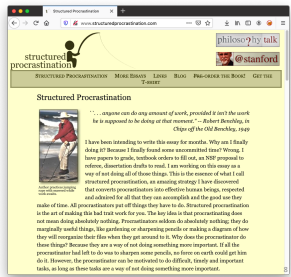 Structured Procrastination
www.structuredprocrastination.com
philoso?hy talk
structured
procrastination
@stanford
STRUCTURED PROCRASTINATION MORE ESSAYS LINKS BLOG PRE-ORDER THE BOOK! GET THE
T-SHIRT
Structured Procrastination
``. . . anyone can do any amount of work, provided it isn't the work
he is supposed to be doing at that moment." -- Robert Benchley, in
Chips off the Old Benchley, 1949
I have been intending to write this essay for months. Why am I finally
doing it? Because I finally found some uncommitted time? Wrong. I
have papers to grade, textbook orders to fill out, an NSF proposal to
referee, dissertation drafts to read. I am working on this essay as a
way of not doing all of those things. This is the essence of what I call
structured procrastination, an amazing strategy I have discovered
that converts procrastinators into effective human beings, respected
and admired for all that they can accomplish and the good use they
Author practices jumping
rope with seaweed while
work awaits.
make of time. All procrastinators put off things they have to do. Structured procrastination
is the art of making this bad trait work for you. The key idea is that procrastinating does
not mean doing absolutely nothing. Procrastinators seldom do absolutely nothing; they do
marginally useful things, like gardening or sharpening pencils or making a diagram of how
they will reorganize their files when they get around to it. Why does the procrastinator do
these things? Because they are a way of not doing something more important. If all the
procrastinator had left to do was to sharpen some pencils, no force on earth could get him
do it. However, the procrastinator can be motivated to do difficult, timely and important
tasks, as long as these tasks are a way of not doing something more important.
8